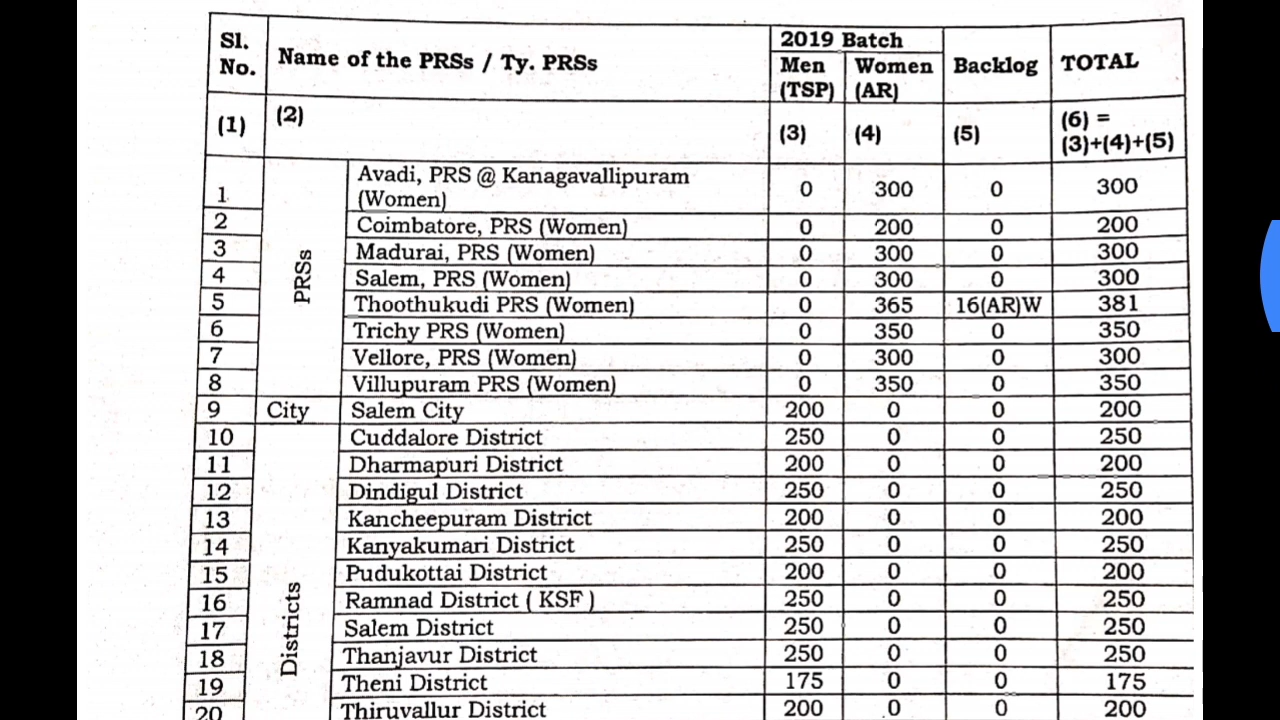 Sl. No. | Name of the PRSs / Ty. PRSs | 2019 Batch | Backlog | TOTAL
Men (TSP) | Women (AR)
(1) | (2) | (3) | (4) | (5) | (6) = (3)+(4)+(5)
1 | PRSs | Avadi, PRS @ Kanagavallipuram (Women) | 0 | 300 | 0 | 300
2 | Coimbatore, PRS (Women) | 0 | 200 | 0 | 200
3 | Madurai, PRS (Women) | 0 | 300 | 0 | 300
4 | Salem, PRS (Women) | 0 | 300 | 0 | 300
5 | Thoothukudi PRS (Women) | 0 | 365 | 16(AR)W | 381
6 | Trichy PRS (Women) | 0 | 350 | 0 | 350
7 | Vellore, PRS (Women) | 0 | 300 | 0 | 300
8 | Villupuram PRS (Women) | 0 | 350 | 0 | 350
9 | City | Salem City | 200 | 0 | 0 | 200
10 | Districts | Cuddalore District | 250 | 0 | 0 | 250
11 | Dharmapuri District | 200 | 0 | 0 | 200
12 | Dindigul District | 250 | 0 | 0 | 250
13 | Kancheepuram District | 200 | 0 | 0 | 200
14 | Kanyakumari District | 250 | 0 | 0 | 250
15 | Pudukottai District | 200 | 0 | 0 | 200
16 | Ramnad District ( KSF ) | 250 | 0 | 0 | 250
17 | Salem District | 250 | 0 | 0 | 250
18 | Thanjavur District | 250 | 0 | 0 | 250
19 | Theni District | 175 | 0 | 0 | 175
20 | Thiruvallur District | 200 | 0 | 0 | 200